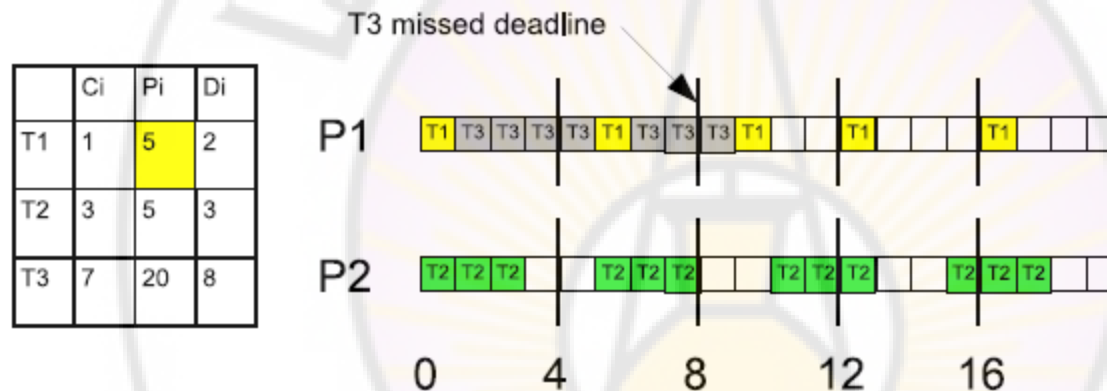 T3 missed deadline
Ci Pi Di
T1 1 5 2
T2 3 5 3
T3 7 20 8
P1 T1 T3 T3 T3 T3 T1 T3 T3 T3 T1 T1 T1
P2 T2 T2 T2 T2 T2 T2 T2 T2 T2 T2 T2 T2
0 4 8 12 16